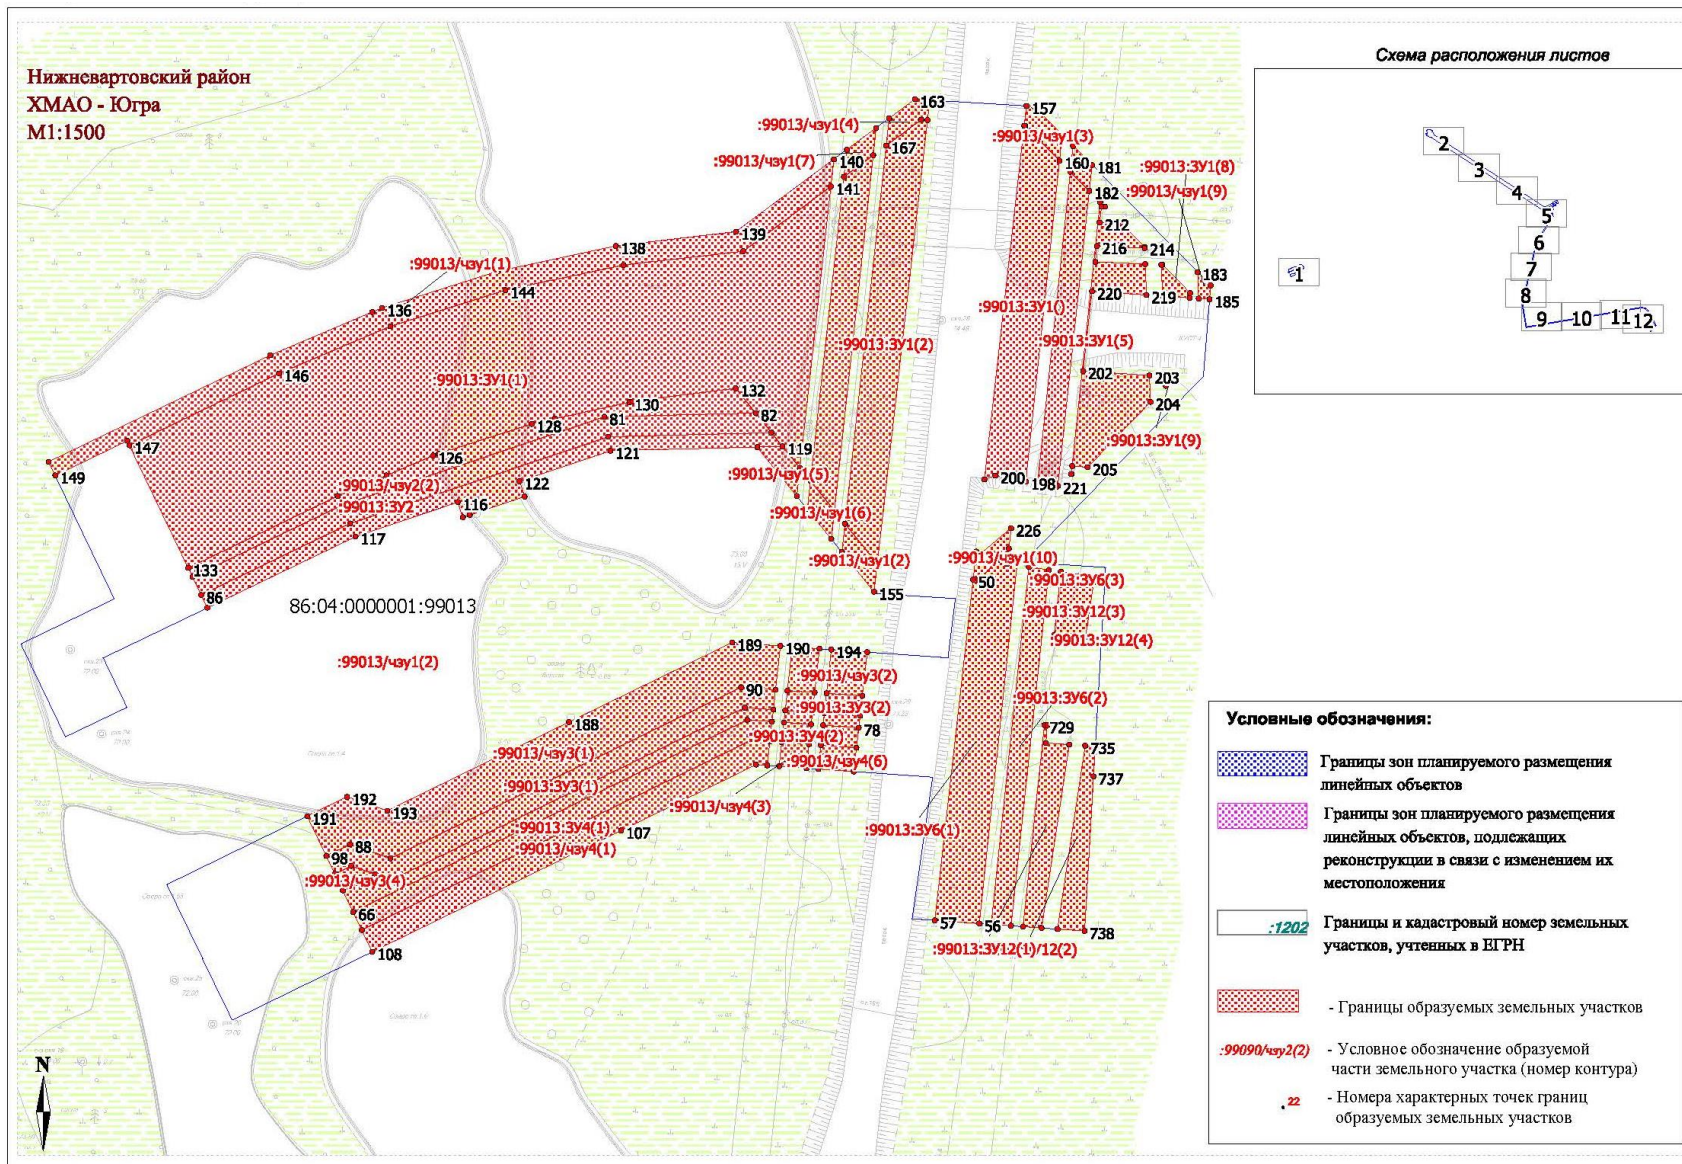 Нижневартовский район
ХМАО - Югра
М1:1500
Схема расположения листов
1
2
3
4
5
6
7
8
9
10
11
12
163
157
:99013/чзу1(4)
:99013/чзу1(3)
:99013/чзу1(7)
140
167
160
181
:99013:ЗУ1(8)
141
182
:99013/чзу1(9)
212
139
138
216
214
:99013/чзу1(1)
183
144
220
219
185
136
:99013:ЗУ1()
:99013:ЗУ1(2)
:99013:ЗУ1(5)
146
:99013:ЗУ1(1)
202
203
132
130
204
81
82
128
147
:99013:ЗУ1(9)
119
121
126
149
205
:99013/чзу1(5)
200
198
221
122
:99013/чзу2(2)
:99013:ЗУ2
116
:99013/чзу1(6)
117
226
:99013/чзу1(2)
:99013/чзу1(10)
133
50
:99013:ЗУ6(3)
155
86
86:04:0000001:99013
:99013:ЗУ12(3)
:99013:ЗУ12(4)
189
190
194
:99013/чзу1(2)
:99013/чзу3(2)
90
:99013:ЗУ6(2)
:99013:ЗУ3(2)
188
729
78
:99013:ЗУ4(2)
735
:99013/чзу3(1)
:99013/чзу4(6)
737
:99013:ЗУ3(1)
192
:99013/чзу4(3)
193
191
:99013:ЗУ4(1)
107
:99013:ЗУ6(1)
88
:99013/чзу4(1)
98
:99013/чзу3(4)
66
57
56
738
108
:99013:ЗУ12(1)/12(2)
N
Условные обозначения:
Границы зон планируемого размещения
линейных объектов
Границы зон планируемого размещения
линейных объектов, подлежащих
реконструкции в связи с изменением их
местоположения
:1202
Границы и кадастровый номер земельных
участков, учтенных в ЕГРН
- Границы образуемых земельных участков
:99090/чзу2(2)
- Условное обозначение образуемой
части земельного участка (номер контура)
22
- Номера характерных точек границ
образуемых земельных участков